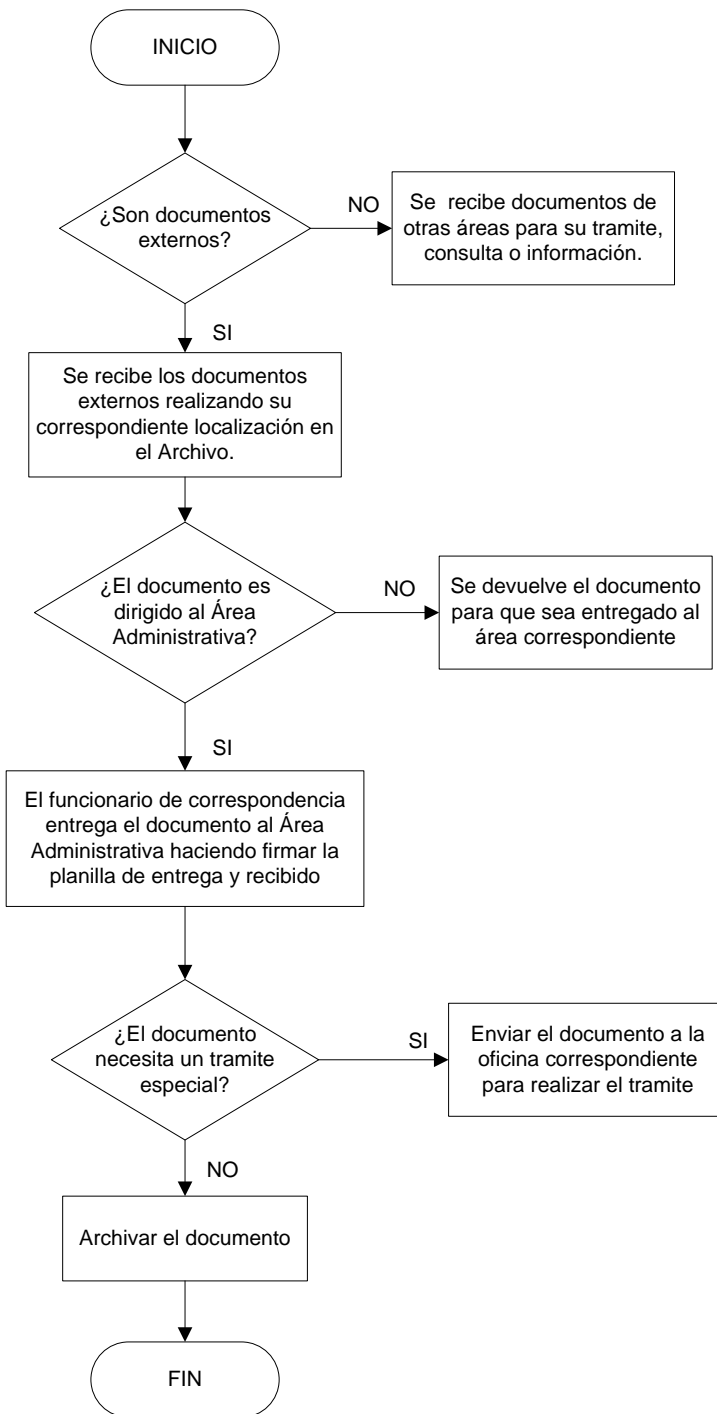 INICIO
¿Son documentos
externos?
NO
Se recibe documentos de
otras áreas para su tramite,
consulta o información.
SI
Se recibe los documentos
externos realizando su
correspondiente localización en
el Archivo.
¿El documento es
dirigido al Área
Administrativa?
NO
Se devuelve el documento
para que sea entregado al
área correspondiente
SI
El funcionario de correspondencia
entrega el documento al Área
Administrativa haciendo firmar la
planilla de entrega y recibido
¿El documento
necesita un tramite
especial?
SI
Enviar el documento a la
oficina correspondiente
para realizar el tramite
NO
Archivar el documento
FIN